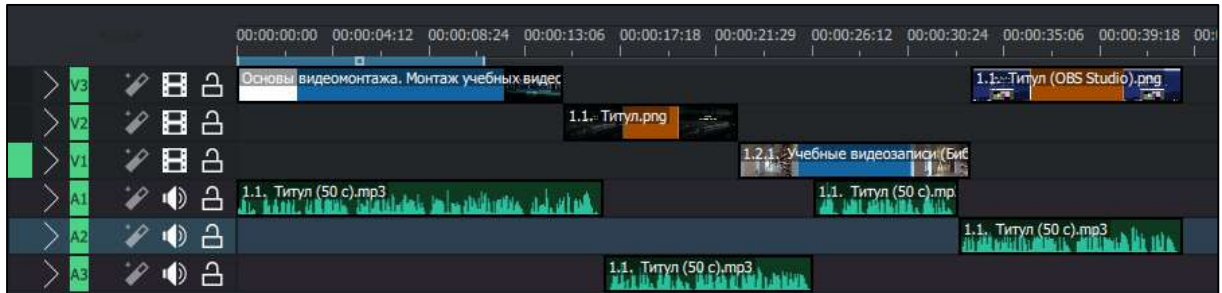 00:00:00:00 00:00:04:12 00:00:08:24 00:00:13:06 00:00:17:18 00:00:21:29 00:00:26:12 00:00:30:24 00:00:35:06 00:00:39:18 00:
V3 Основы видеомонтажа. Монтаж учебных видес 1.1. Титул (OBS Studio).png
V2 1.1. Титул.png
V1 1.2.1. Учебные видеозаписи (Биб
A1 1.1. Титул (50 с).mp3 1.1. Титул (50 с).mp
A2 1.1. Титул (50 с).mp3
A3 1.1. Титул (50 с).mp3